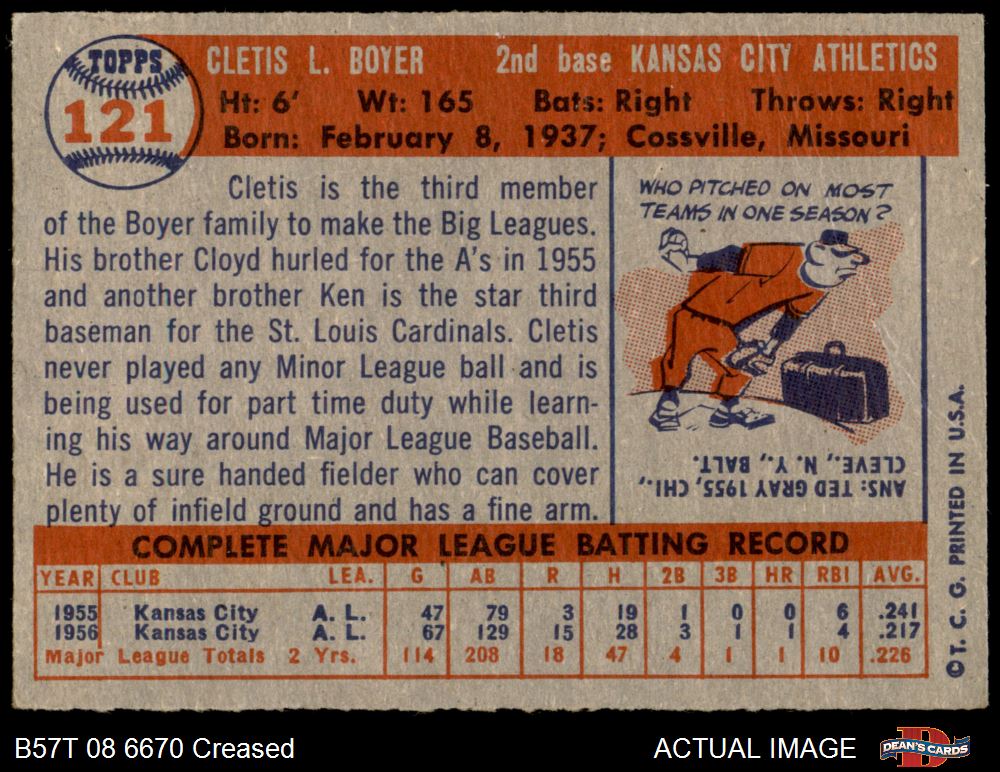 TOPPS
121
CLETIS L. BOYER 2nd base KANSAS CITY ATHLETICS
Ht: 6' Wt: 165 Bats: Right Throws: Right
Born: February 8, 1937; Cossville, Missouri
Cletis is the third member
of the Boyer family to make the Big Leagues.
His brother Cloyd hurled for the A's in 1955
and another brother Ken is the star third
baseman for the St. Louis Cardinals. Cletis
never played any Minor League ball and is
being used for part time duty while learn-
ing his way around Major League Baseball.
He is a sure handed fielder who can cover
plenty of infield ground and has a fine arm.
WHO PITCHED ON MOST
TEAMS IN ONE SEASON?
ANS: TED GRAY 1955, CHI.,
CLEVE., N. Y., BALT.
COMPLETE MAJOR LEAGUE BATTING RECORD
YEAR CLUB LEA. G AB R H 2B 3B HR RBI AVG.
1955 Kansas City A. L. 47 79 3 19 1 0 0 6 .241
1956 Kansas City A. L. 67 129 15 28 3 1 1 4 .217
Major League Totals 2 Yrs. 114 208 18 47 4 1 1 10 .226
©T. C. G. PRINTED IN U.S.A.
B57T 08 6670 Creased
ACTUAL IMAGE
D
DEAN'S CARDS